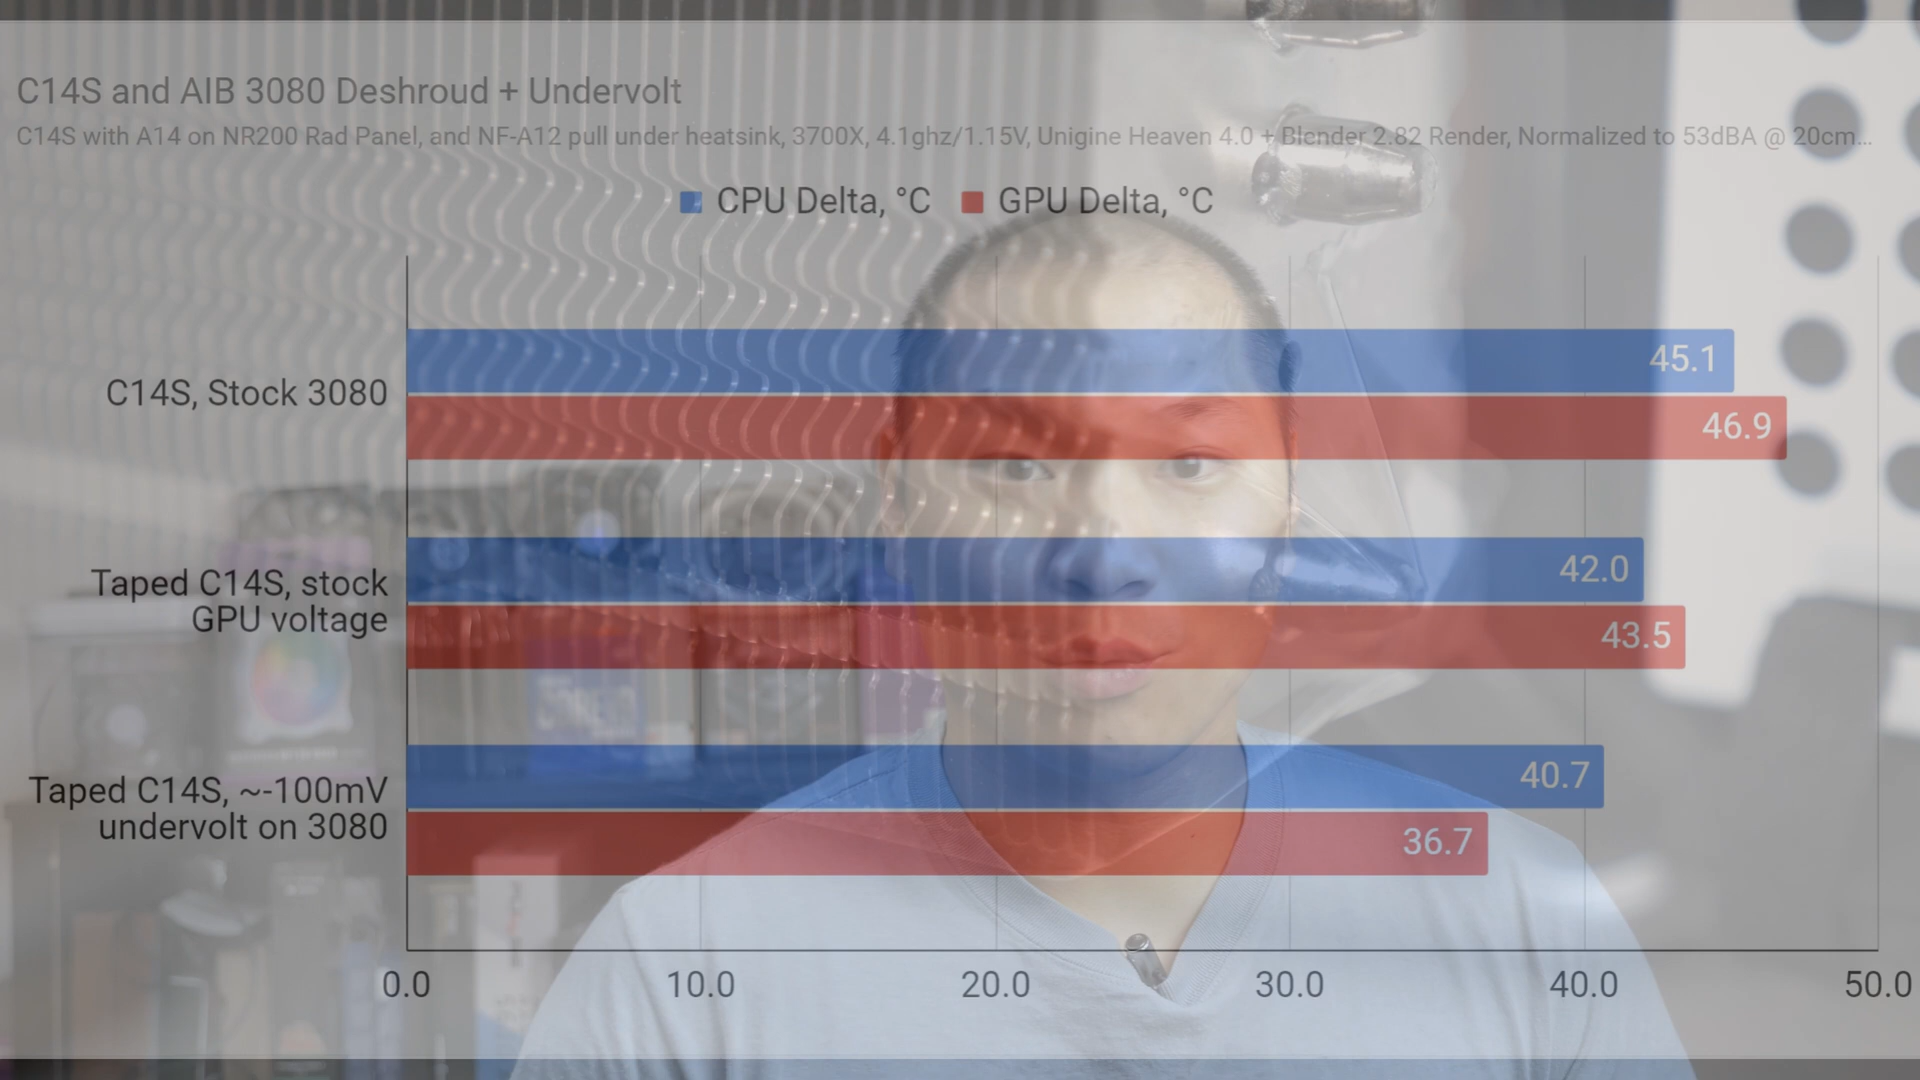 C14S and AIB 3080 Deshroud + Undervolt
C14S with A14 on NR200 Rad Panel, and NF-A12 pull under heatsink, 3700X, 4.1ghz/1.15V, Unigine Heaven 4.0 + Blender 2.82 Render, Normalized to 53dBA @ 20cm...
CPU Delta, °C GPU Delta, °C
C14S, Stock 3080
45.1
46.9
Taped C14S, stock
GPU voltage
42.0
43.5
Taped C14S, ~-100mV
undervolt on 3080
40.7
36.7
0.0 10.0 20.0 30.0 40.0 50.0